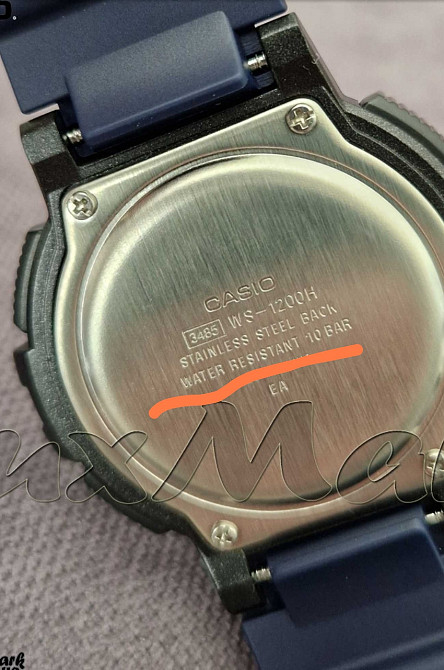 CASIO
3465 WS-1200H
STAINLESS STEEL BACK
WATER RESISTANT 10 BAR
EA